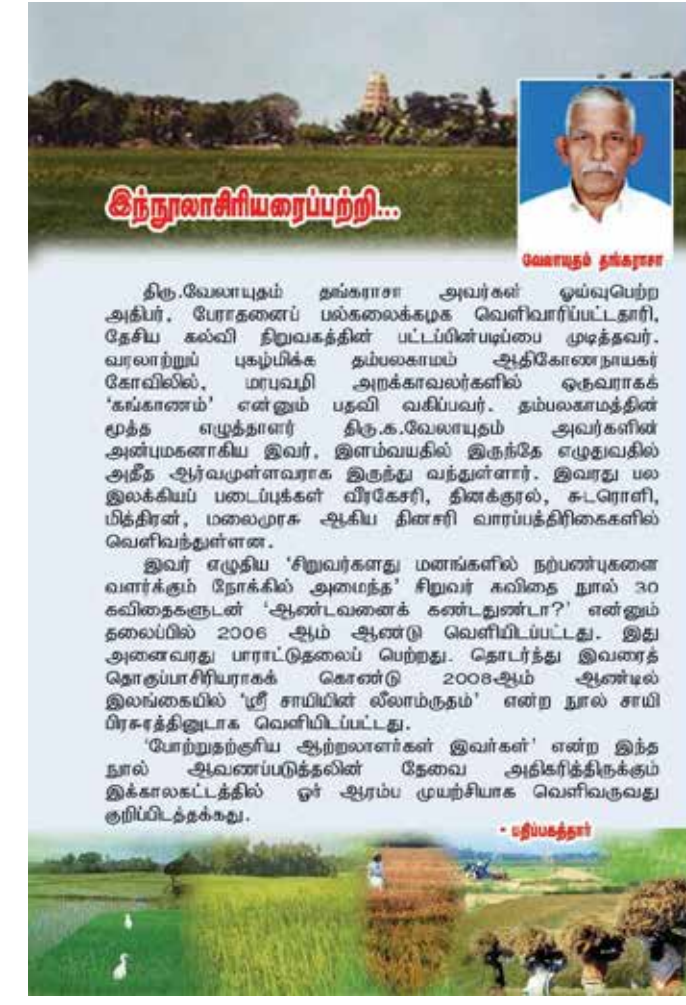 இந்நூலாசிரியரைப்பற்றி...
வேலாயுதம் தங்கராசா
திரு.வேலாயுதம் தங்கராசா அவர்கள் ஓய்வுபெற்ற
அதிபர், பேராதனைப் பல்கலைக்கழக வெளிவாரிப்பட்டதாரி,
தேசிய கல்வி நிறுவகத்தின் பட்டப்பின்படிப்பை முடித்தவர்.
வரலாற்றுப் புகழ்மிக்க தம்பலகாமம் ஆதிகோணநாயகர்
கோவிலில், மரபுவழி அறக்காவலர்களில் ஒருவராகக்
‘கங்காணம்’ என்னும் பதவி வகிப்பவர். தம்பலகாமத்தின்
மூத்த எழுத்தாளர் திரு.க.வேலாயுதம் அவர்களின்
அன்புமகனாகிய இவர், இளம்வயதில் இருந்தே எழுதுவதில்
அதீத ஆர்வமுள்ளவராக இருந்து வந்துள்ளார். இவரது பல
இலக்கியப் படைப்புக்கள் வீரகேசரி, தினக்குரல், சுடரொளி,
மித்திரன், மலைமுரசு ஆகிய தினசரி வாரப்பத்திரிகைகளில்
வெளிவந்துள்ளன.
இவர் எழுதிய ‘சிறுவர்களது மனங்களில் நற்பண்புகளை
வளர்க்கும் நோக்கில் அமைந்த’ சிறுவர் கவிதை நூல் 30
கவிதைகளுடன் ‘ஆண்டவனைக் கண்டதுண்டா?’ என்னும்
தலைப்பில் 2006 ஆம் ஆண்டு வெளியிடப்பட்டது. இது
அனைவரது பாராட்டுதலைப் பெற்றது. தொடர்ந்து இவரைத்
தொகுப்பாசிரியராகக் கொண்டு 2008ஆம் ஆண்டில்
இலங்கையில் ‘ஸ்ரீ சாயியின் லீலாம்ருதம்’ என்ற நூல் சாயி
பிரசுரத்தினூடாக வெளியிடப்பட்டது.
‘போற்றுதற்குரிய ஆற்றலாளர்கள் இவர்கள்’ என்ற இந்த
நூல் ஆவணப்படுத்தலின் தேவை அதிகரித்திருக்கும்
இக்காலகட்டத்தில் ஓர் ஆரம்ப முயற்சியாக வெளிவருவது
குறிப்பிடத்தக்கது.
- பதிப்பகத்தார்